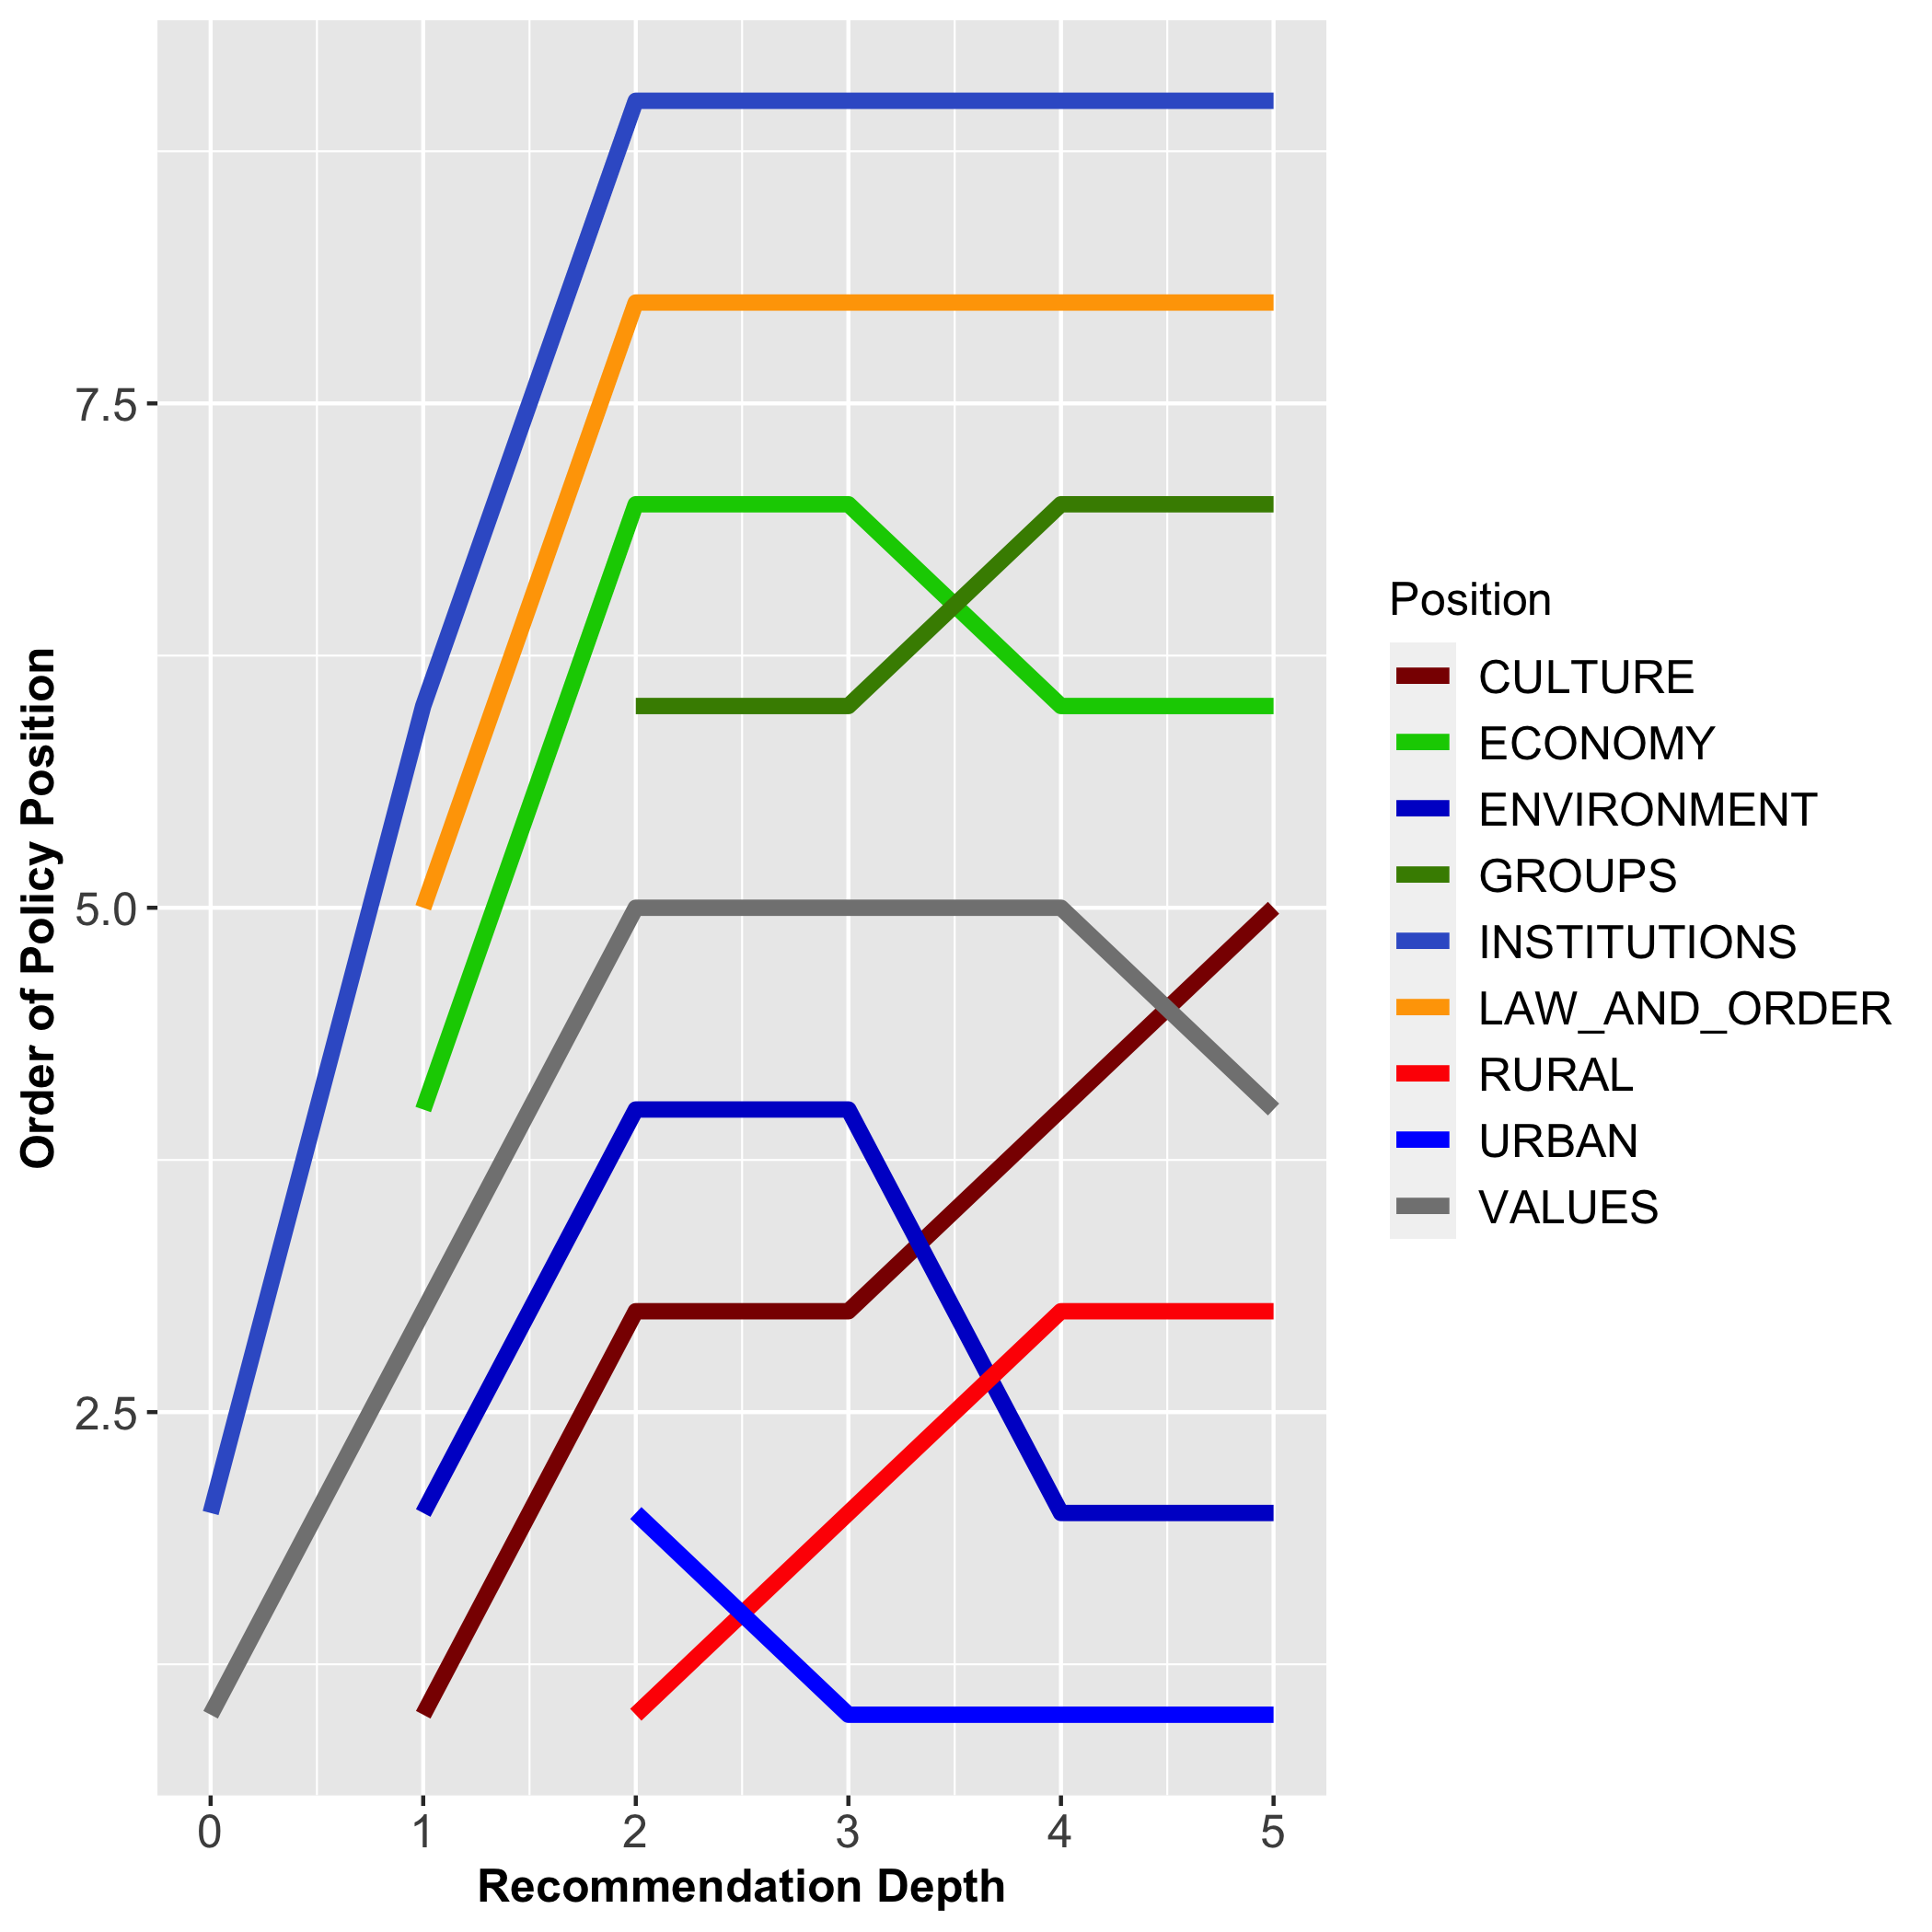 Order of Policy Position
7.5
5.0
2.5
0 1 2 3 4 5
Recommendation Depth
Position
CULTURE
ECONOMY
ENVIRONMENT
GROUPS
INSTITUTIONS
LAW_AND_ORDER
RURAL
URBAN
VALUES